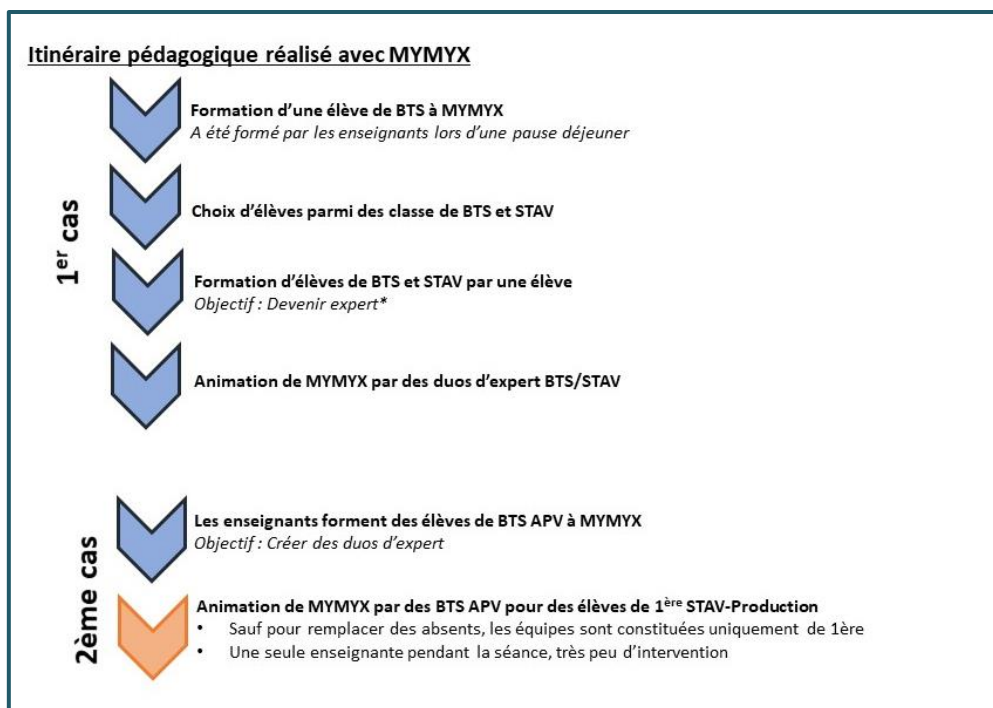 Itinéraire pédagogique réalisé avec MYMYX
1er cas
Formation d'une élève de BTS à MYMYX
A été formé par les enseignants lors d'une pause déjeuner
Choix d'élèves parmi des classe de BTS et STAV
Formation d'élèves de BTS et STAV par une élève
Objectif : Devenir expert*
Animation de MYMYX par des duos d'expert BTS/STAV
2ème cas
Les enseignants forment des élèves de BTS APV à MYMYX
Objectif : Créer des duos d'expert
Animation de MYMYX par des BTS APV pour des élèves de 1ère STAV-Production
• Sauf pour remplacer des absents, les équipes sont constituées uniquement de 1ère
• Une seule enseignante pendant la séance, très peu d'intervention